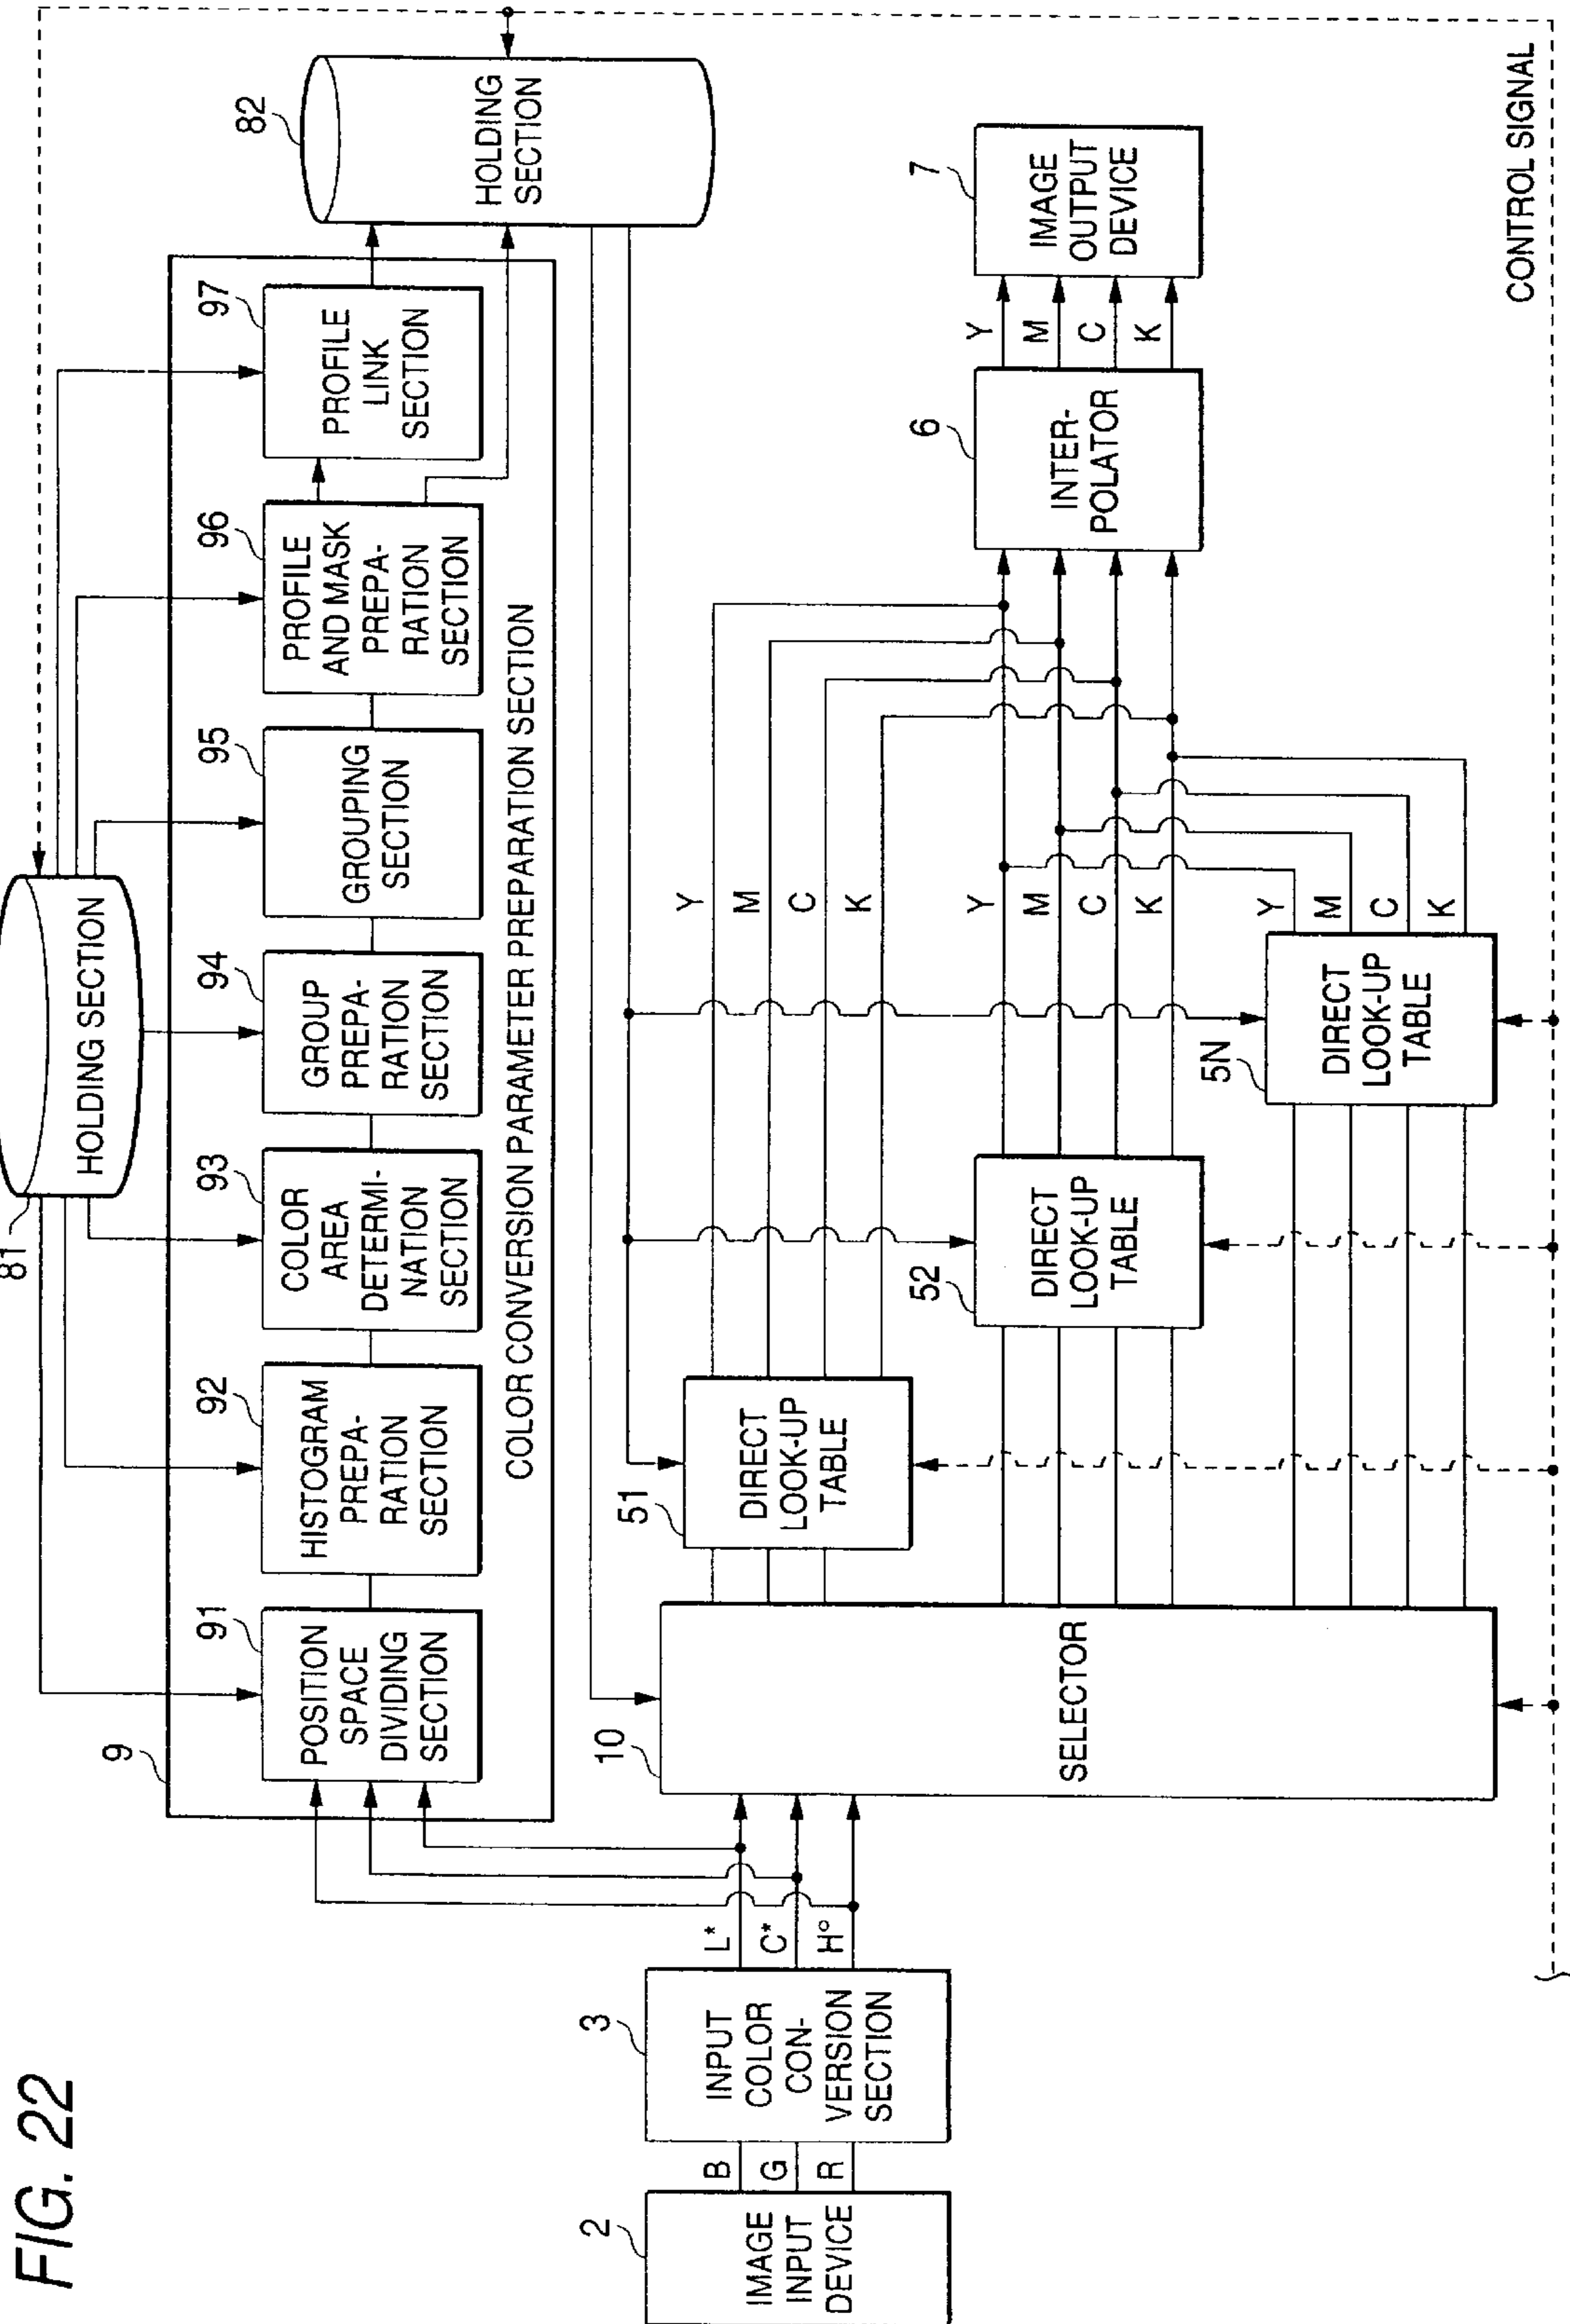 FIG. 22
81
HOLDING SECTION
82
HOLDING
SECTION
9
91
POSITION
SPACE
DIVIDING
SECTION
92
HISTOGRAM
PREPA-
RATION
SECTION
93
COLOR
AREA
DETERMI-
NATION
SECTION
94
GROUP
PREPA-
RATION
SECTION
95
GROUPING
SECTION
96
PROFILE
AND MASK
PREPA-
RATION
SECTION
97
PROFILE
LINK
SECTION
COLOR CONVERSION PARAMETER PREPARATION SECTION
2
IMAGE
INPUT
DEVICE
B
G
R
3
INPUT
COLOR
CON-
VERSION
SECTION
L*
C*
H°
10
SELECTOR
51
DIRECT
LOOK-UP
TABLE
Y
M
C
K
52
DIRECT
LOOK-UP
TABLE
Y
M
C
K
5N
DIRECT
LOOK-UP
TABLE
Y
M
C
K
6
INTER-
POLATOR
Y
M
C
K
7
IMAGE
OUTPUT
DEVICE
CONTROL SIGNAL